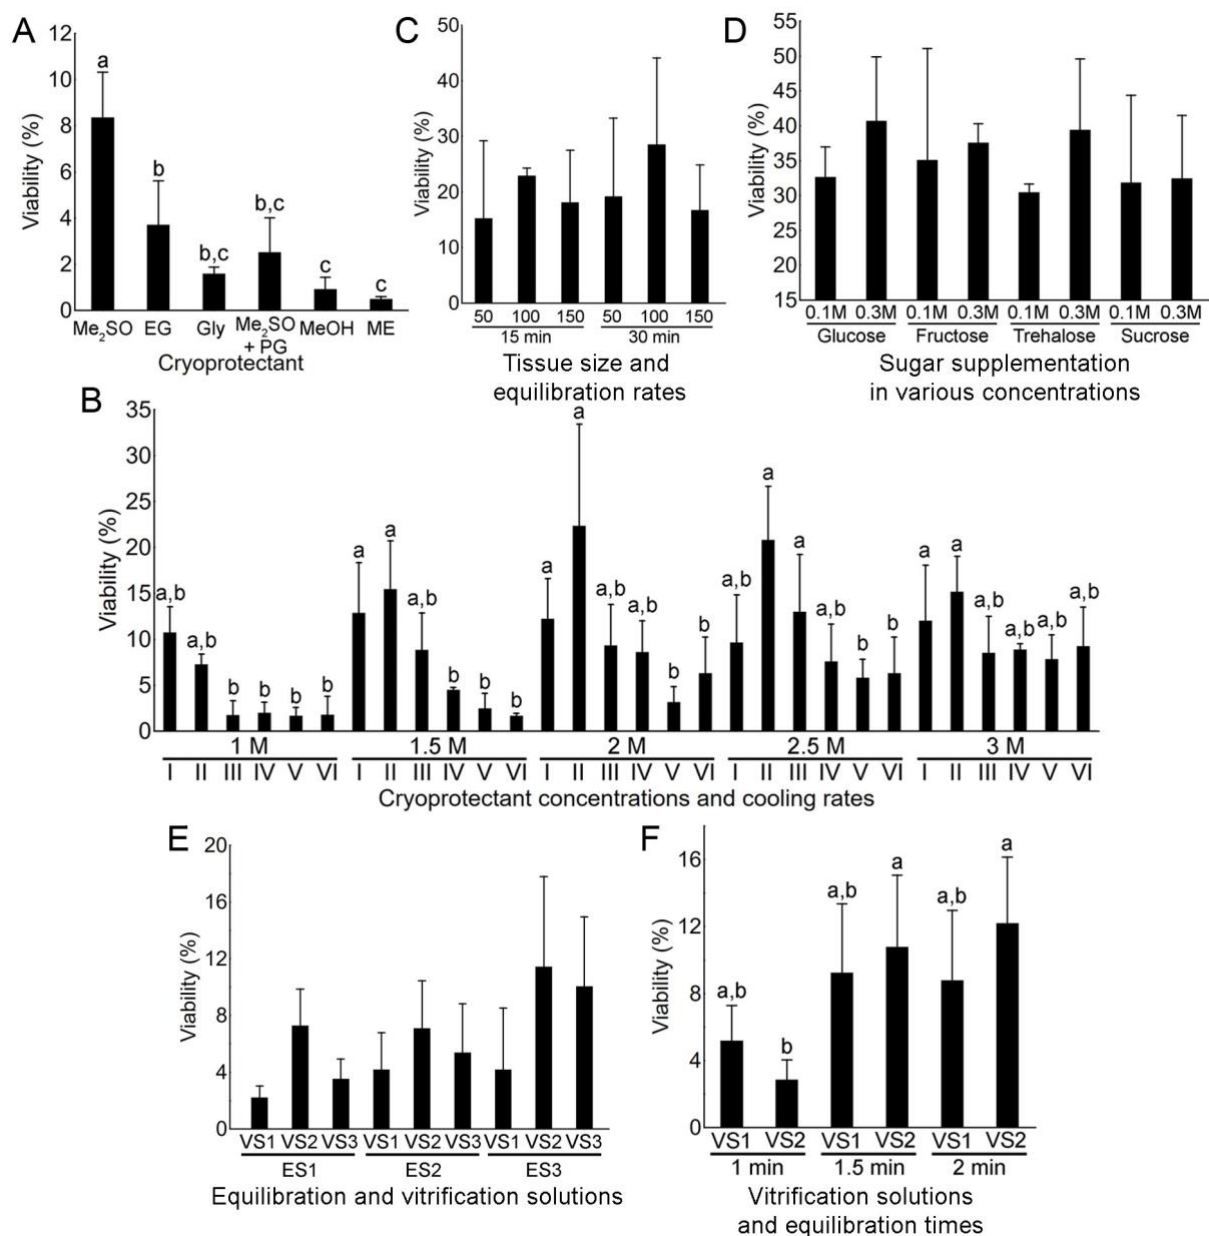 A
Viability (%)
12
10
8
6
4
2
0
a
b
b,c
b,c
c
c
Me₂SO EG Gly Me₂SO MeOH ME
+ PG
Cryoprotectant
C
Viability (%)
50
40
30
20
10
0
50 100 150 50 100 150
15 min 30 min
Tissue size and
equilibration rates
D
Viability (%)
55
50
45
40
35
30
25
20
15
0.1M 0.3M 0.1M 0.3M 0.1M 0.3M 0.1M 0.3M
Glucose Fructose Trehalose Sucrose
Sugar supplementation
in various concentrations
B
Viability (%)
35
30
25
20
15
10
5
0
a,b a,b b b b b
a a a,b b b b
a a a,b a,b b b
a,b a a a,b b b
a a a,b a,b a,b a,b
1 M 1.5 M 2 M 2.5 M 3 M
I II III IV V VI I II III IV V VI I II III IV V VI I II III IV V VI I II III IV V VI
Cryoprotectant concentrations and cooling rates
E
Viability (%)
20
16
12
8
4
0
VS1 VS2 VS3 VS1 VS2 VS3 VS1 VS2 VS3
ES1 ES2 ES3
Equilibration and vitrification solutions
F
Viability (%)
16
12
8
4
0
a,b b a,b a a,b a
VS1 VS2 VS1 VS2 VS1 VS2
1 min 1.5 min 2 min
Vitrification solutions
and equilibration times